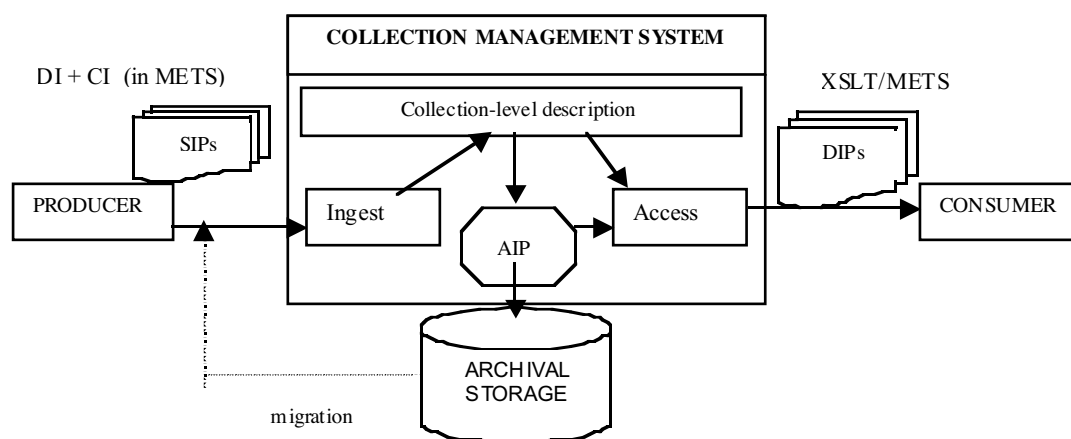 COLLECTION MANAGEMENT SYSTEM
DI + CI (in METS)
XSLT/METS
Collection-level description
SIPs
DIPs
PRODUCER
Ingest
Access
CONSUMER
AIP
ARCHIVAL
STORAGE
migration